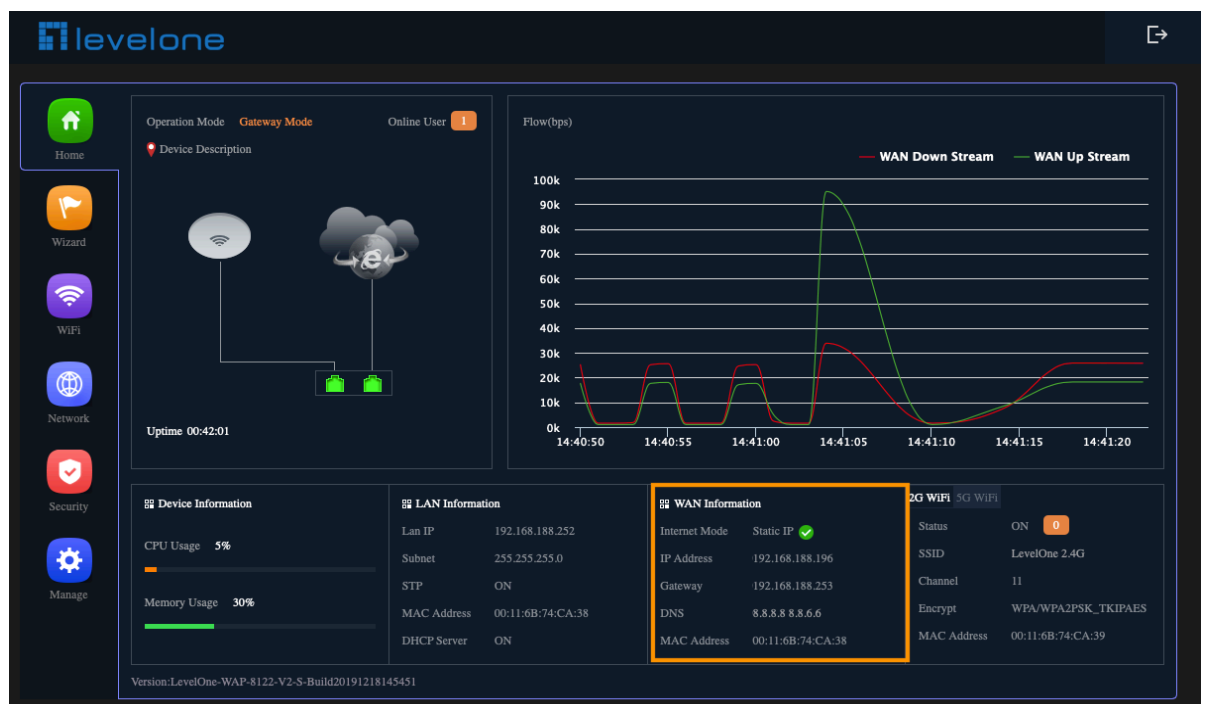 levelone
Home
Wizard
WiFi
Network
Security
Manage
Operation Mode Gateway Mode Online User 1
Device Description
Uptime 00:42:01
Flow(bps)
WAN Down Stream WAN Up Stream
100k
90k
80k
70k
60k
50k
40k
30k
20k
10k
0k
14:40:50 14:40:55 14:41:00 14:41:05 14:41:10 14:41:15 14:41:20
Device Information
CPU Usage 5%
Memory Usage 30%
LAN Information
Lan IP 192.168.188.252
Subnet 255.255.255.0
STP ON
MAC Address 00:11:6B:74:CA:38
DHCP Server ON
WAN Information
Internet Mode Static IP
IP Address 192.168.188.196
Gateway 192.168.188.253
DNS 8.8.8.8 8.8.6.6
MAC Address 00:11:6B:74:CA:38
2G WiFi 5G WiFi
Status ON 0
SSID LevelOne 2.4G
Channel 11
Encrypt WPA/WPA2PSK_TKIPAES
MAC Address 00:11:6B:74:CA:39
Version:LevelOne-WAP-8122-V2-S-Build20191218145451